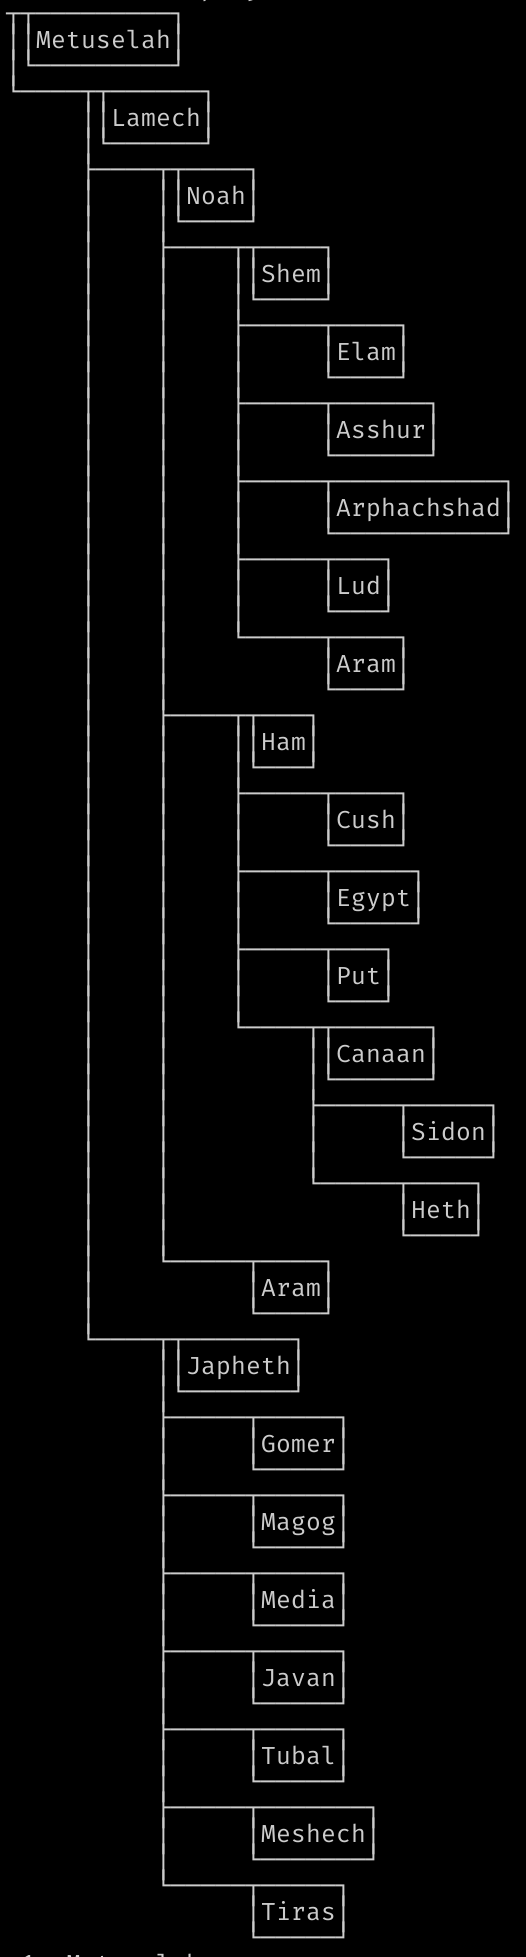 Metuselah
Lamech
Noah
Shem
Elam
Asshur
Arphachshad
Lud
Aram
Ham
Cush
Egypt
Put
Canaan
Sidon
Heth
Aram
Japheth
Gomer
Magog
Media
Javan
Tubal
Meshech
Tiras